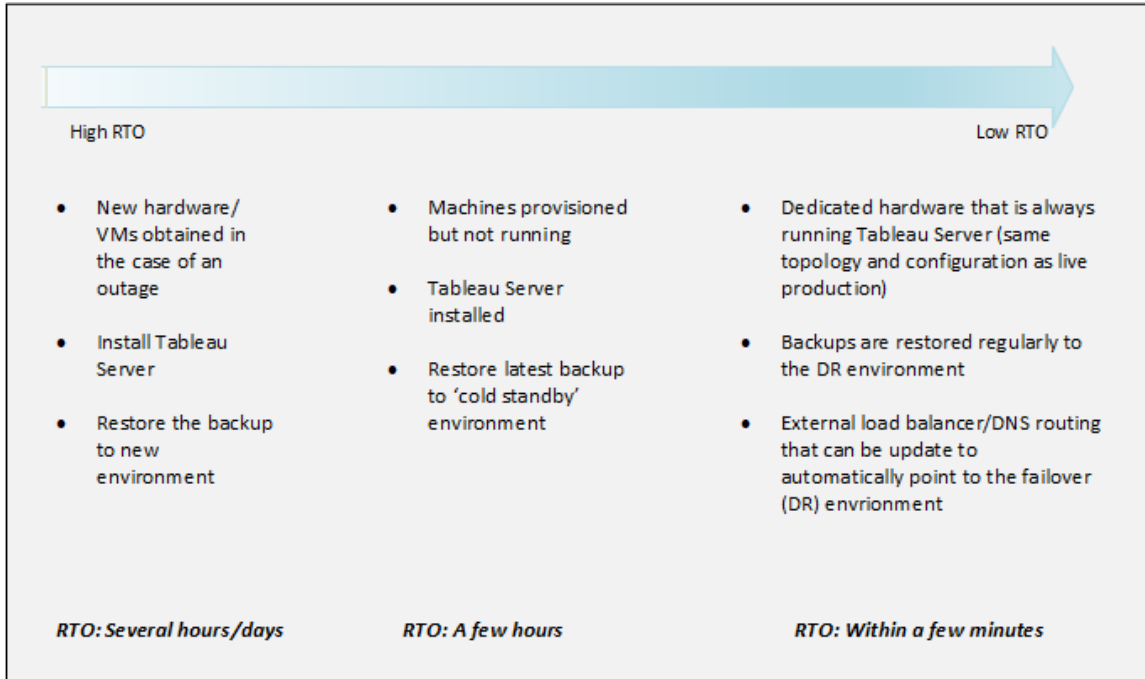 High RTO
Low RTO
● New hardware/
VMs obtained in
the case of an
outage
● Install Tableau
Server
● Restore the backup
to new
environment
● Machines provisioned
but not running
● Tableau Server
installed
● Restore latest backup
to ‘cold standby’
environment
● Dedicated hardware that is always
running Tableau Server (same
topology and configuration as live
production)
● Backups are restored regularly to
the DR environment
● External load balancer/DNS routing
that can be update to
automatically point to the failover
(DR) envrionment
RTO: Several hours/days
RTO: A few hours
RTO: Within a few minutes